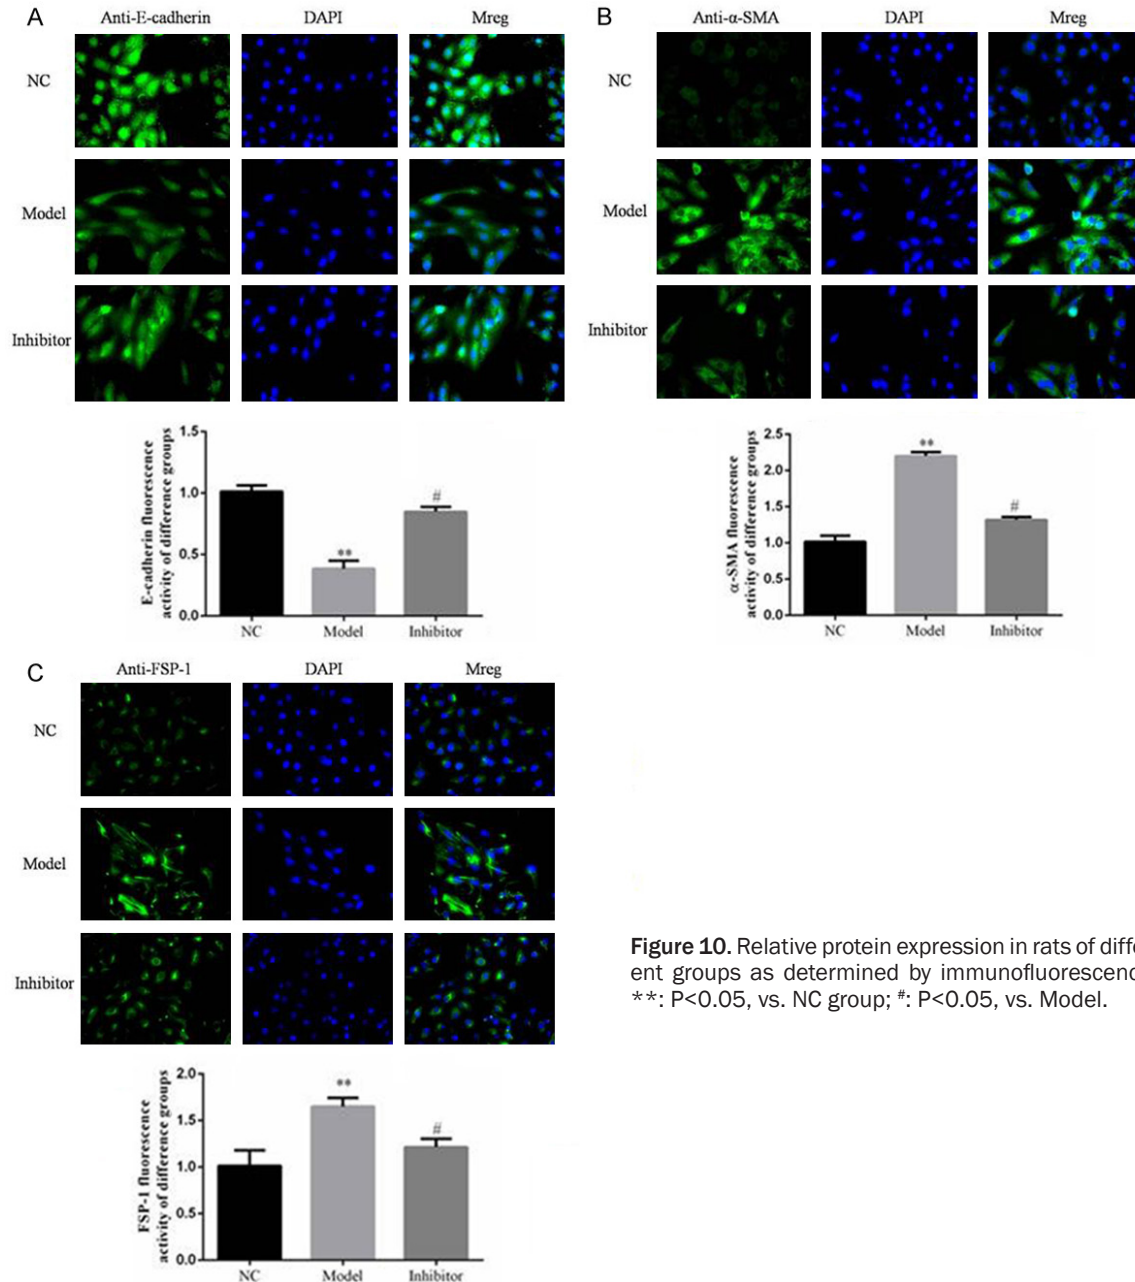 A
Anti-E-cadherin DAPI Mreg
NC
Model
Inhibitor
E-cadherin fluorescence
activity of difference groups
1.5
1.0
0.5
0.0
**
#
NC Model Inhibitor
B
Anti-α-SMA DAPI Mreg
NC
Model
Inhibitor
α-SMA fluorescence
activity of difference groups
2.5
2.0
1.5
1.0
0.5
0.0
**
#
NC Model Inhibitor
C
Anti-FSP-1 DAPI Mreg
NC
Model
Inhibitor
FSP-1 fluorescence
activity of difference groups
2.0
1.5
1.0
0.5
0.0
**
#
NC Model Inhibitor
Figure 10. Relative protein expression in rats of differ
ent groups as determined by immunofluorescenc
**: P<0.05, vs. NC group; #: P<0.05, vs. Model.